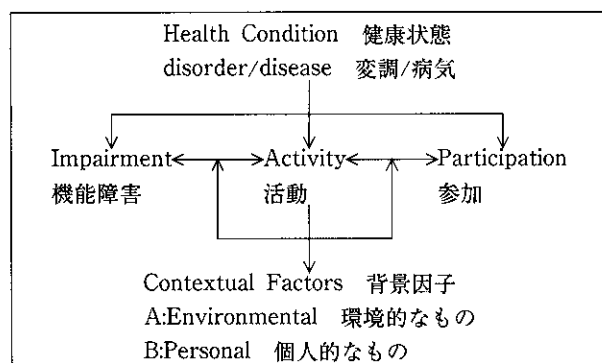 Health Condition 健康状態
disorder/disease 変調/病気
Impairment Activity Participation
機能障害 活動 参加
Contextual Factors 背景因子
A:Environmental 環境的なもの
B:Personal 個人的なもの